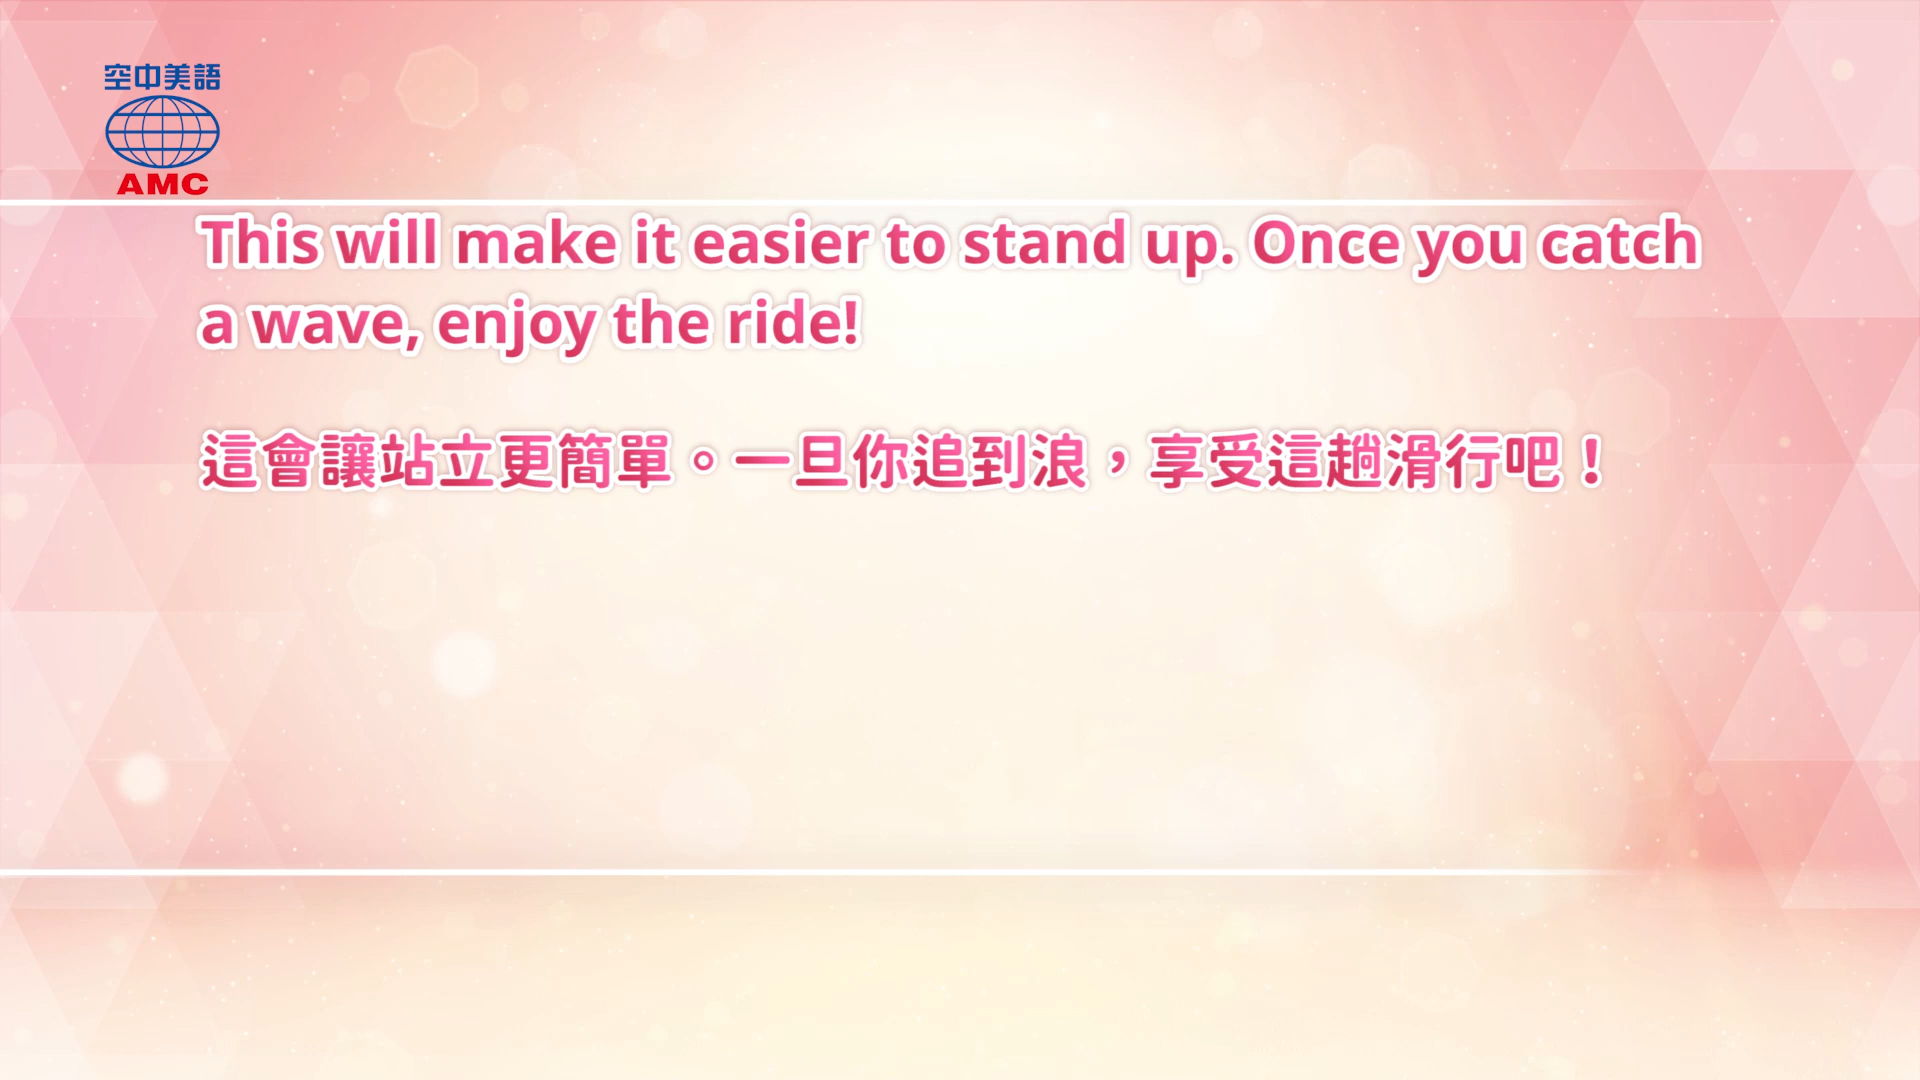 空中美語
AMC
This will make it easier to stand up. Once you catch
a wave, enjoy the ride!
這會讓站立更簡單。一旦你追到浪，享受這趟滑行吧！